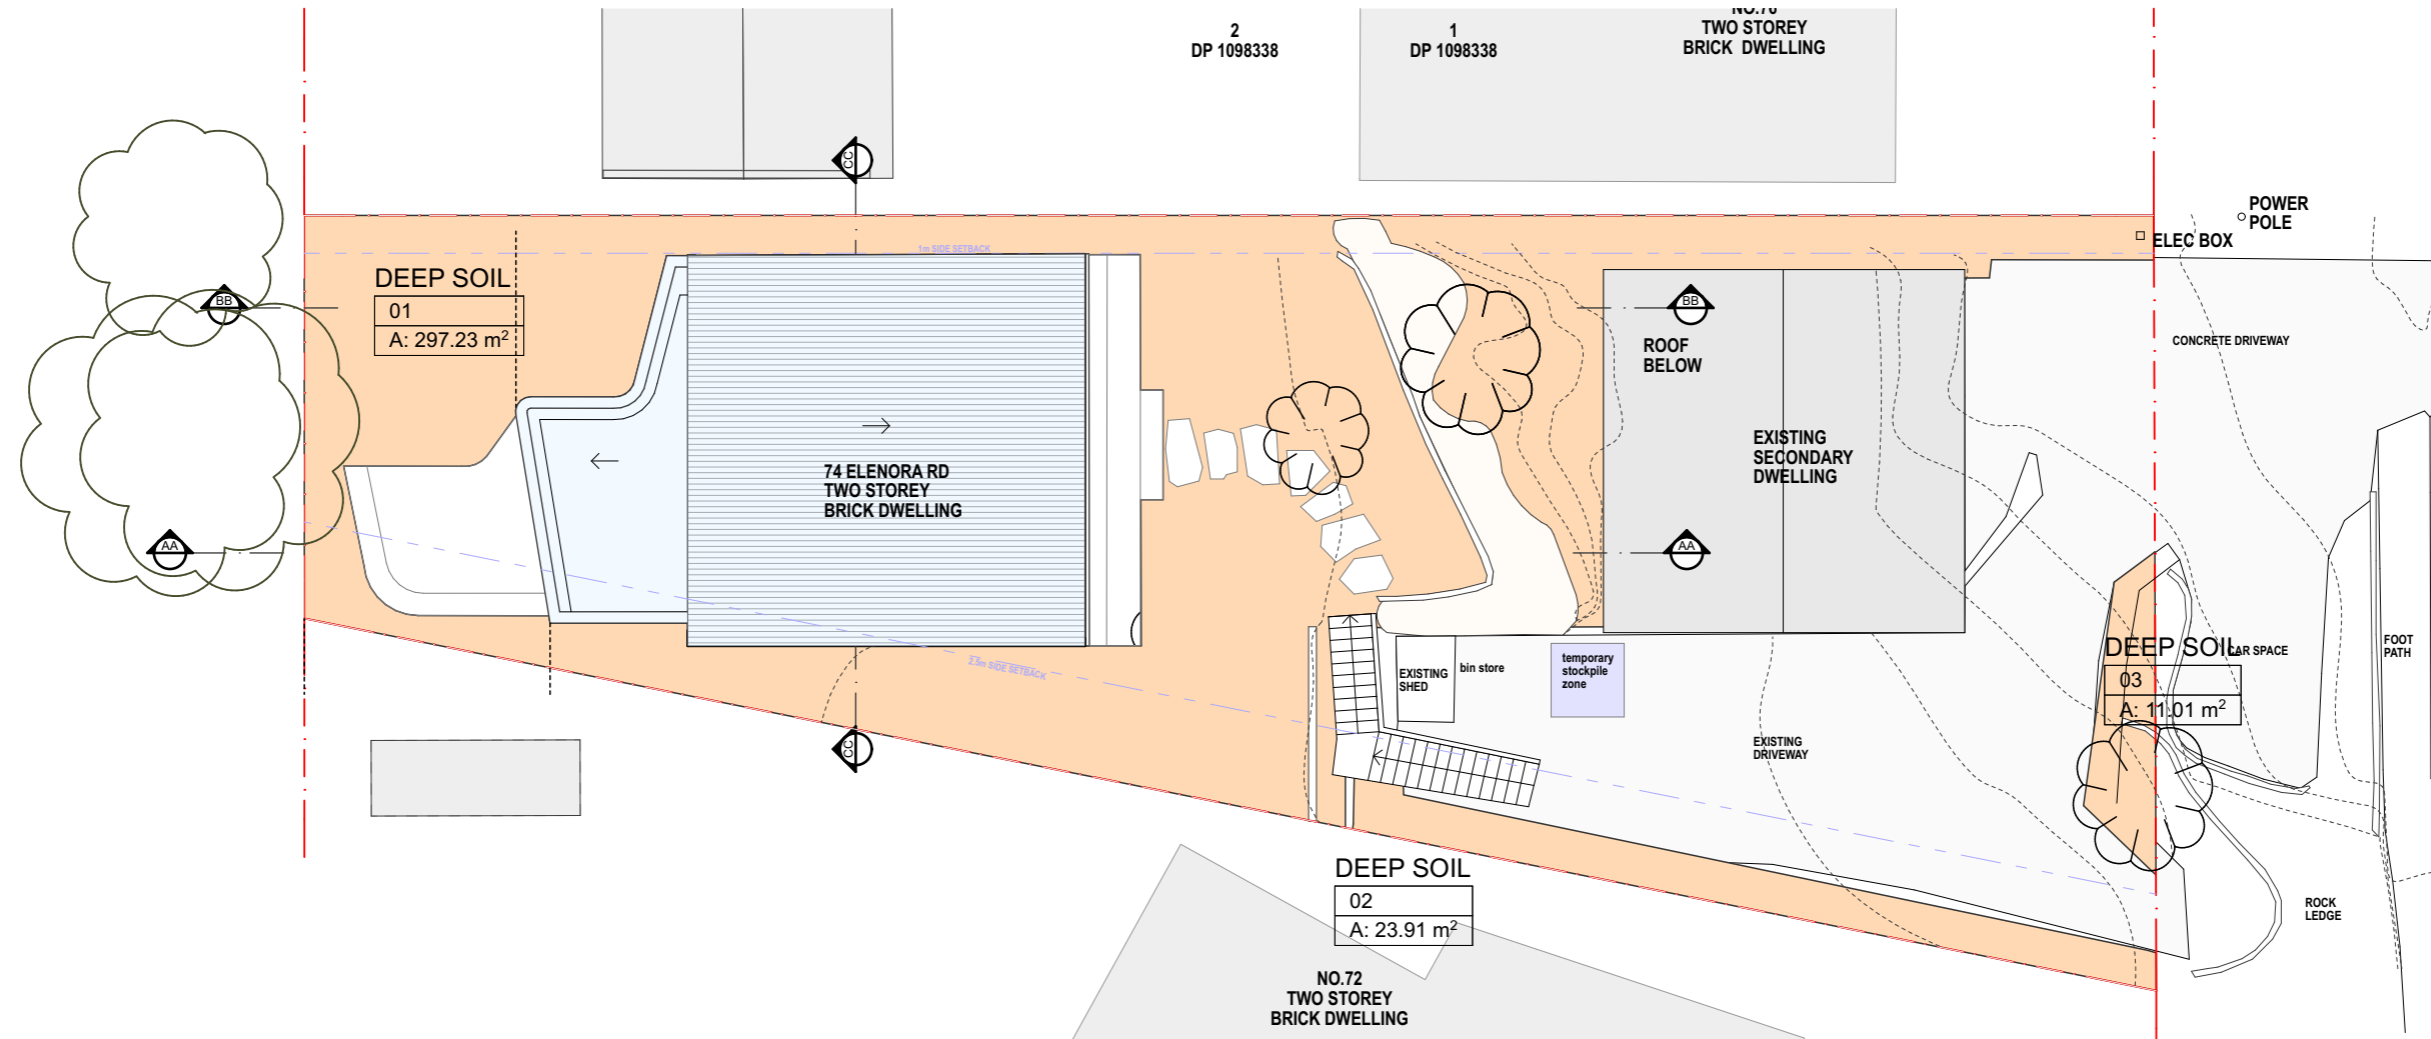 2
DP 1098338
1
DP 1098338
NO.70
TWO STOREY
BRICK DWELLING
CC
POWER
POLE
ELEC BOX
1m SIDE SETBACK
DEEP SOIL
01
A: 297.23 m²
BB
BB
ROOF
BELOW
CONCRETE DRIVEWAY
74 ELENORA RD
TWO STOREY
BRICK DWELLING
EXISTING
SECONDARY
DWELLING
AA
AA
2.5m SIDE SETBACK
EXISTING
SHED
bin store
temporary
stockpile
zone
DEEP SOIL
03
A: 11.01 m²
CAR SPACE
FOOT
PATH
CC
EXISTING
DRIVEWAY
DEEP SOIL
02
A: 23.91 m²
ROCK
LEDGE
NO.72
TWO STOREY
BRICK DWELLING